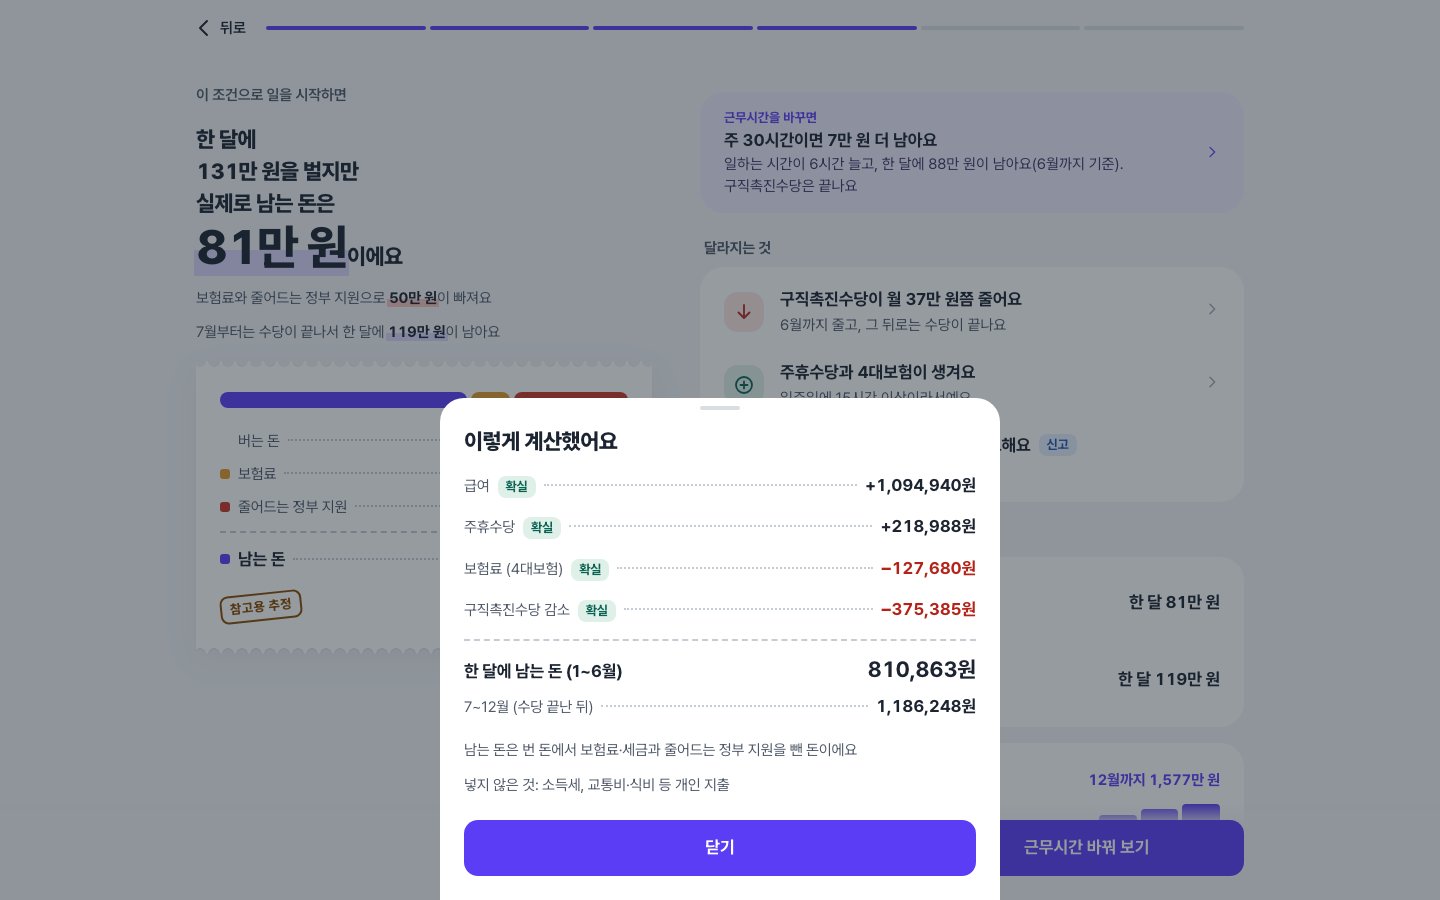 뒤로
이 조건으로 일을 시작하면
한 달에
131만 원을 벌지만
실제로 남는 돈은
81만 원이에요
보험료와 줄어드는 정부 지원으로 50만 원이 빠져요
7월부터는 수당이 끝나서 한 달에 119만 원이 남아요
버는 돈
보험료
줄어드는 정부 지원
남는 돈
참고용 추정
근무시간을 바꾸면
주 30시간이면 7만 원 더 남아요
일하는 시간이 6시간 늘고, 한 달에 88만 원이 남아요(6월까지 기준).
구직촉진수당은 끝나요
달라지는 것
구직촉진수당이 월 37만 원쯤 줄어요
6월까지 줄고, 그 뒤로는 수당이 끝나요
주휴수당과 4대보험이 생겨요
일주일에 15시간 이상이라서예요
해요 신고
한 달 81만 원
한 달 119만 원
12월까지 1,577만 원
근무시간 바꿔 보기
이렇게 계산했어요
급여 확실 +1,094,940원
주휴수당 확실 +218,988원
보험료 (4대보험) 확실 −127,680원
구직촉진수당 감소 확실 −375,385원
한 달에 남는 돈 (1~6월) 810,863원
7~12월 (수당 끝난 뒤) 1,186,248원
남는 돈은 번 돈에서 보험료·세금과 줄어드는 정부 지원을 뺀 돈이에요
넣지 않은 것: 소득세, 교통비·식비 등 개인 지출
닫기